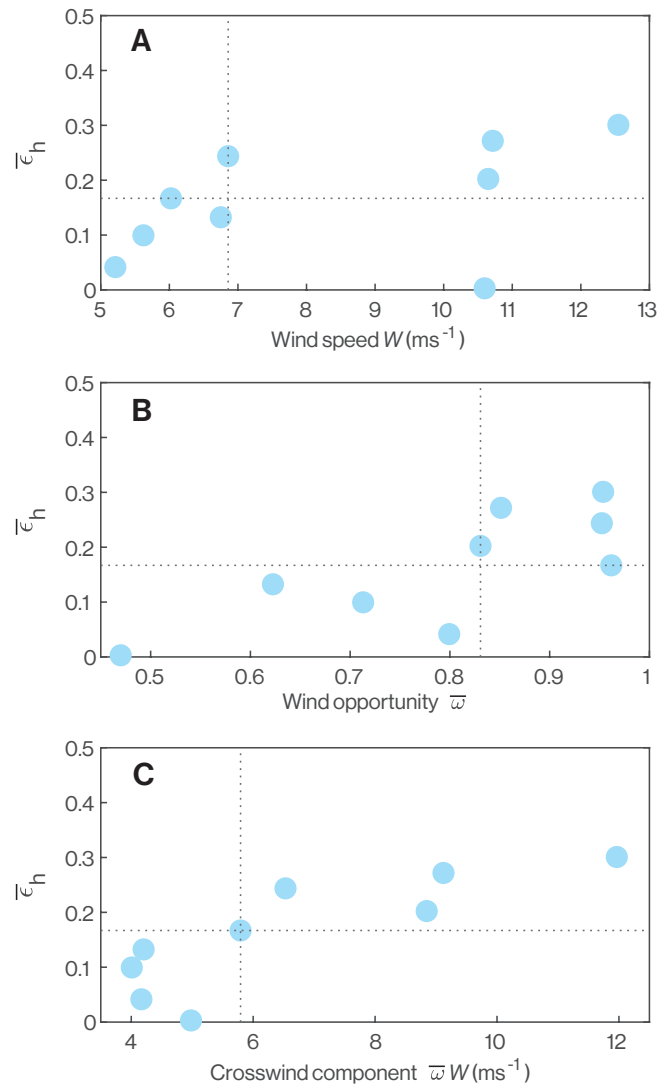 0.5
A
0.4
0.3
ε̅h
0.2
0.1
0
5 6 7 8 9 10 11 12 13
Wind speed W (ms⁻¹)
0.5
B
0.4
0.3
ε̅h
0.2
0.1
0
0.5 0.6 0.7 0.8 0.9 1
Wind opportunity ω̅
0.5
C
0.4
0.3
ε̅h
0.2
0.1
0
4 6 8 10 12
Crosswind component ω̅ W (ms⁻¹)